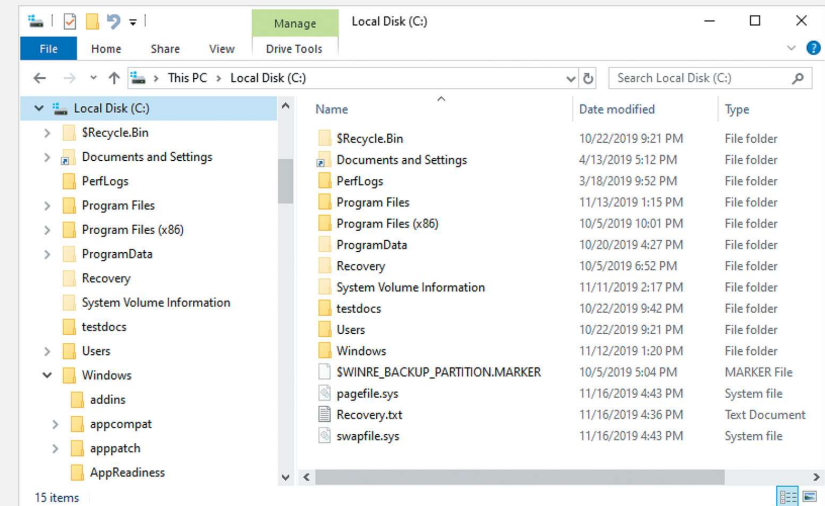 Manage Local Disk (C:)
File Home Share View Drive Tools
This PC > Local Disk (C:) Search Local Disk (C:)
Local Disk (C:)
$Recycle.Bin
Documents and Settings
PerfLogs
Program Files
Program Files (x86)
ProgramData
Recovery
System Volume Information
testdocs
Users
Windows
addins
appcompat
apppatch
AppReadiness
Name Date modified Type
$Recycle.Bin 10/22/2019 9:21 PM File folder
Documents and Settings 4/13/2019 5:12 PM File folder
PerfLogs 3/18/2019 9:52 PM File folder
Program Files 11/13/2019 1:15 PM File folder
Program Files (x86) 10/5/2019 10:01 PM File folder
ProgramData 10/20/2019 4:27 PM File folder
Recovery 10/5/2019 6:52 PM File folder
System Volume Information 11/11/2019 2:17 PM File folder
testdocs 10/22/2019 9:42 PM File folder
Users 10/22/2019 9:21 PM File folder
Windows 11/12/2019 1:20 PM File folder
$WINRE_BACKUP_PARTITION.MARKER 10/5/2019 5:04 PM MARKER File
pagefile.sys 11/16/2019 4:43 PM System file
Recovery.txt 11/16/2019 4:36 PM Text Document
swapfile.sys 11/16/2019 4:43 PM System file
15 items